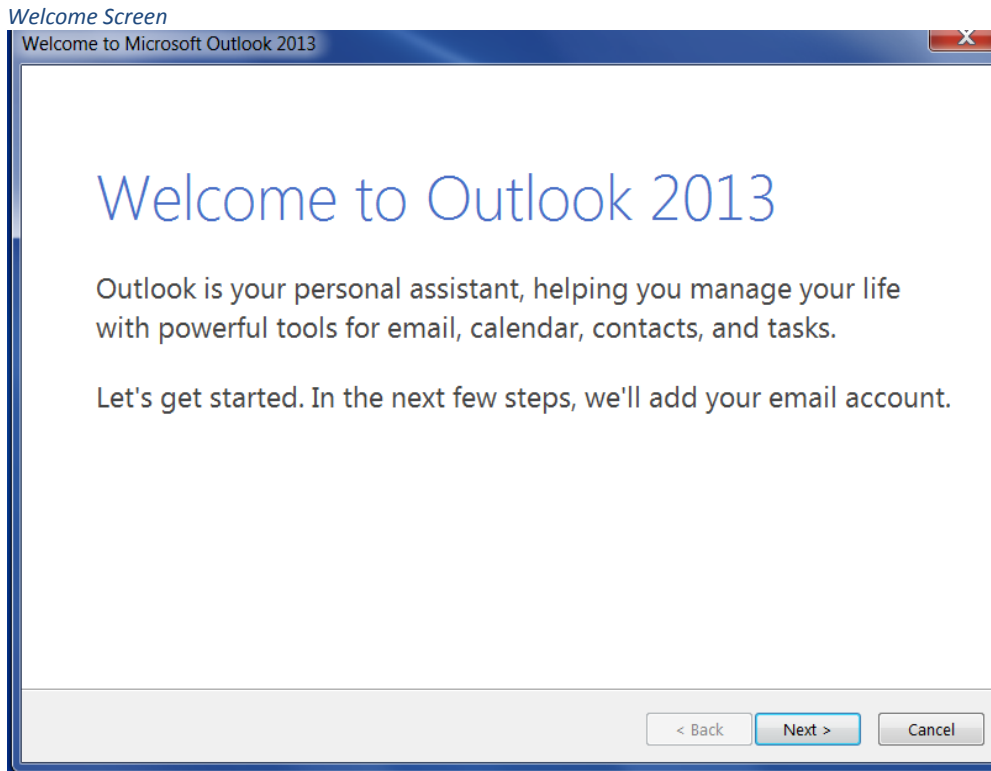 Welcome Screen
Welcome to Microsoft Outlook 2013
X
Welcome to Outlook 2013
Outlook is your personal assistant, helping you manage your life
with powerful tools for email, calendar, contacts, and tasks.
Let's get started. In the next few steps, we'll add your email account.
< Back Next > Cancel